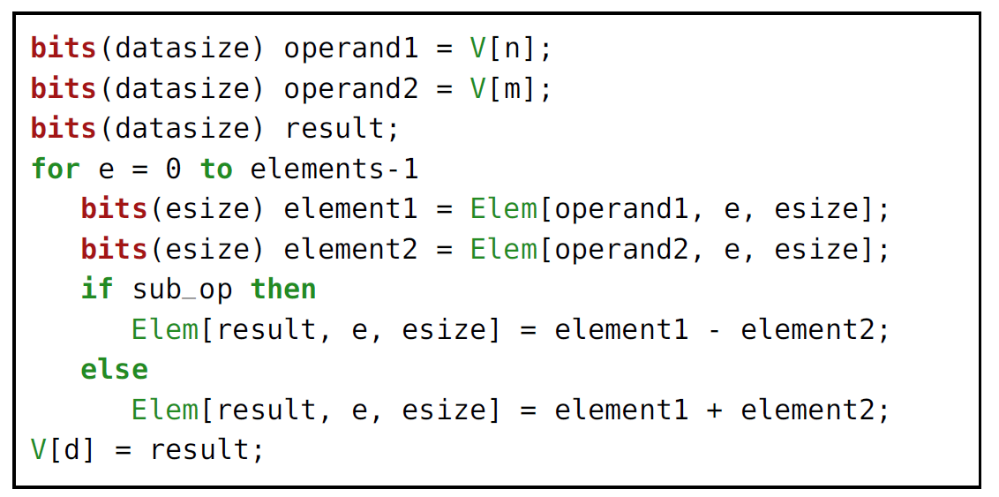 bits(datasize) operand1 = V[n];
bits(datasize) operand2 = V[m];
bits(datasize) result;
for e = 0 to elements-1
   bits(esize) element1 = Elem[operand1, e, esize];
   bits(esize) element2 = Elem[operand2, e, esize];
   if sub_op then
      Elem[result, e, esize] = element1 - element2;
   else
      Elem[result, e, esize] = element1 + element2;
V[d] = result;